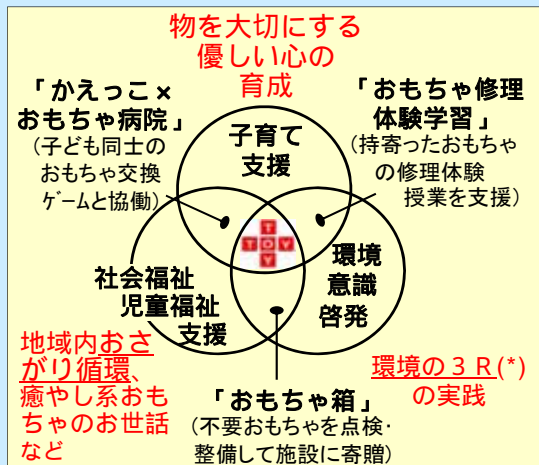 物を大切にする
優しい心の
育成
「かえっこ×
おもちゃ病院」
(子ども同士の
おもちゃ交換
ゲームと協働)
「おもちゃ修理
体験学習」
(持寄ったおもちゃ
の修理体験
授業を支援)
子育て
支援
T
TOY
Y
社会福祉
児童福祉
支援
環境
意識
啓発
地域内おさ
がり循環、
癒やし系おも
ちゃのお世話
など
「おもちゃ箱」
(不要おもちゃを点検・
整備して施設に寄贈)
環境の3R(*)
の実践